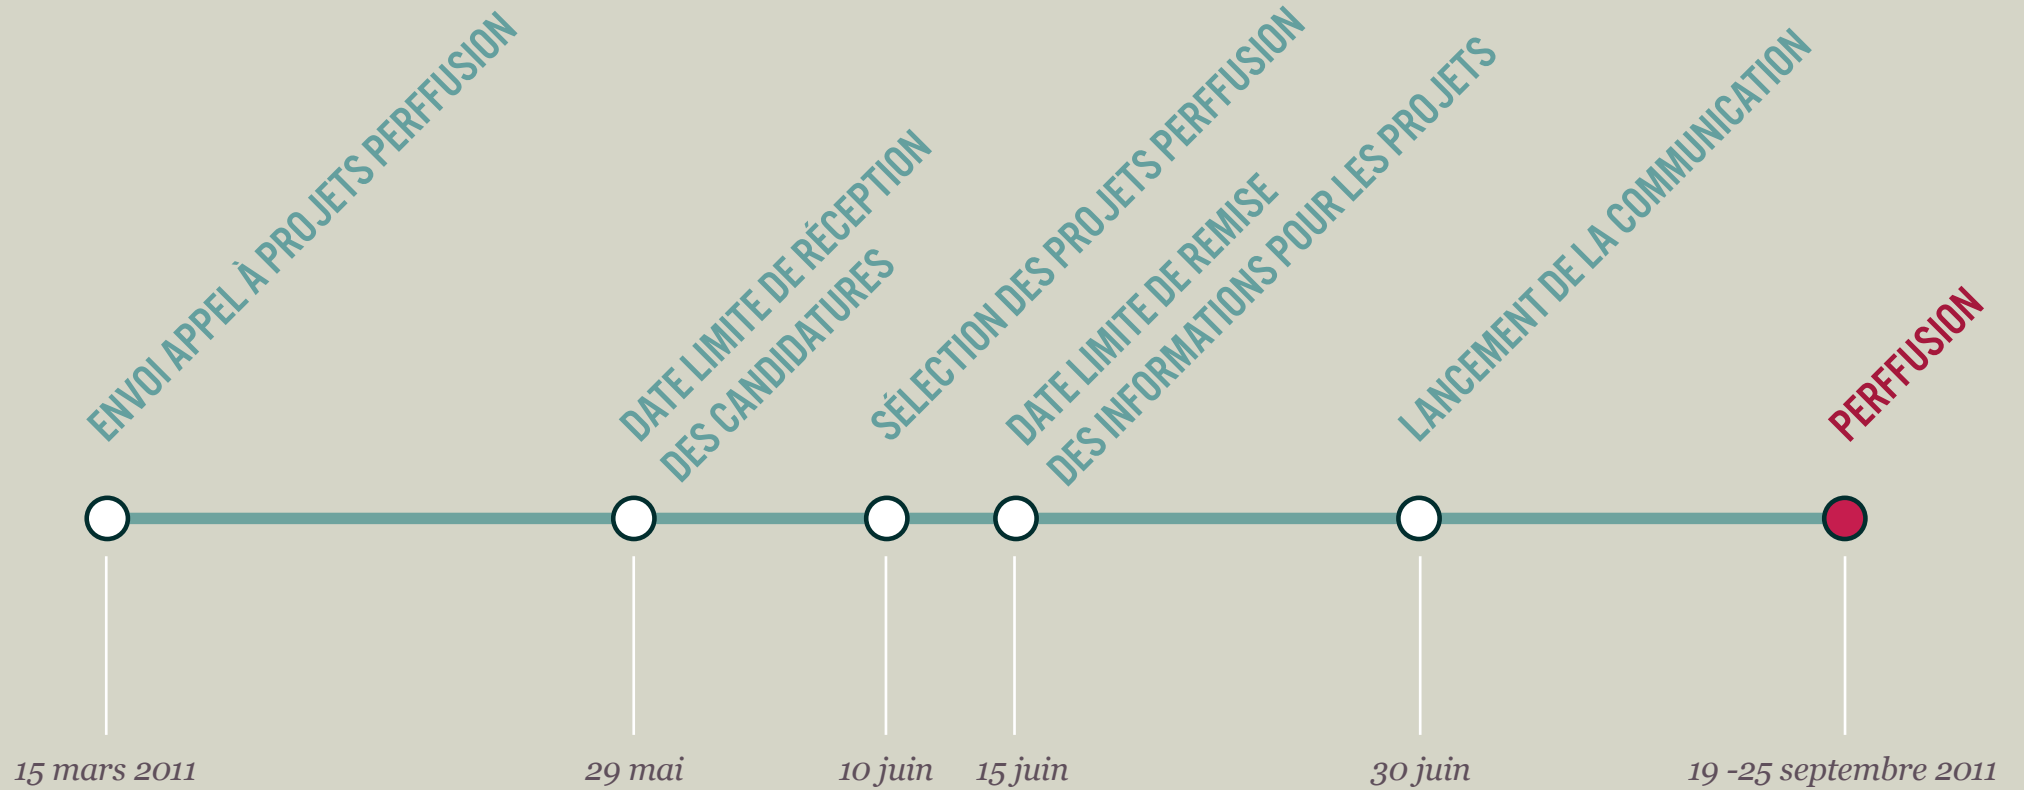 ENVOI APPEL À PROJETS PERFFUSION
DATE LIMITE DE RÉCEPTION
DES CANDIDATURES
SÉLECTION DES PROJETS PERFFUSION
DATE LIMITE DE REMISE
DES INFORMATIONS POUR LES PROJETS
LANCEMENT DE LA COMMUNICATION
PERFFUSION
15 mars 2011
29 mai
10 juin
15 juin
30 juin
19 -25 septembre 2011